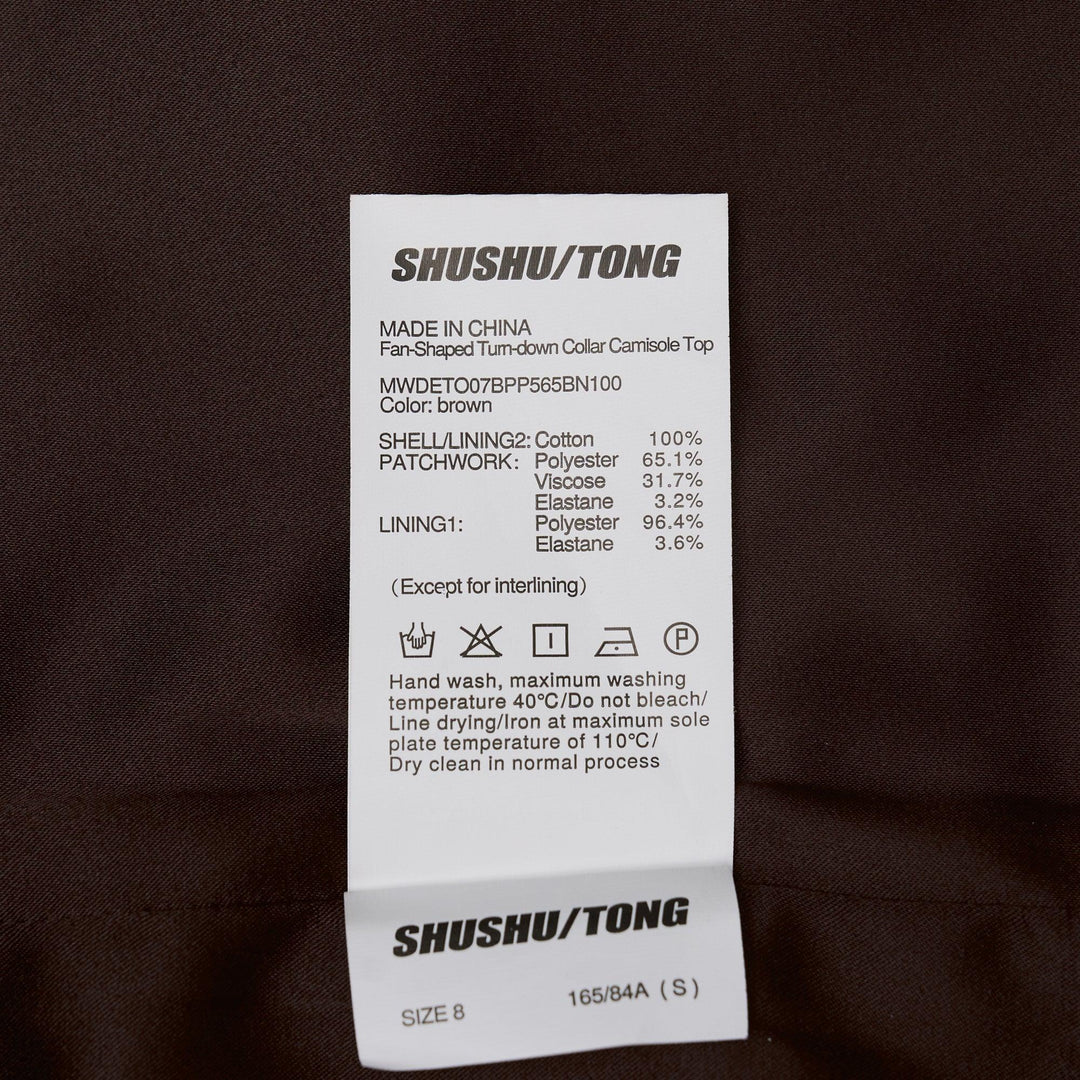 SHUSHU/TONG
MADE IN CHINA
Fan-Shaped Turn-down Collar Camisole Top
MWDETO07BPP565BN100
Color: brown
SHELL/LINING2: Cotton 100%
PATCHWORK: Polyester 65.1%
Viscose 31.7%
Elastane 3.2%
LINING1: Polyester 96.4%
Elastane 3.6%
(Except for interlining)
P
Hand wash, maximum washing
temperature 40°C/Do not bleach/
Line drying/Iron at maximum sole
plate temperature of 110°C/
Dry clean in normal process
SHUSHU/TONG
SIZE 8 165/84A (S)